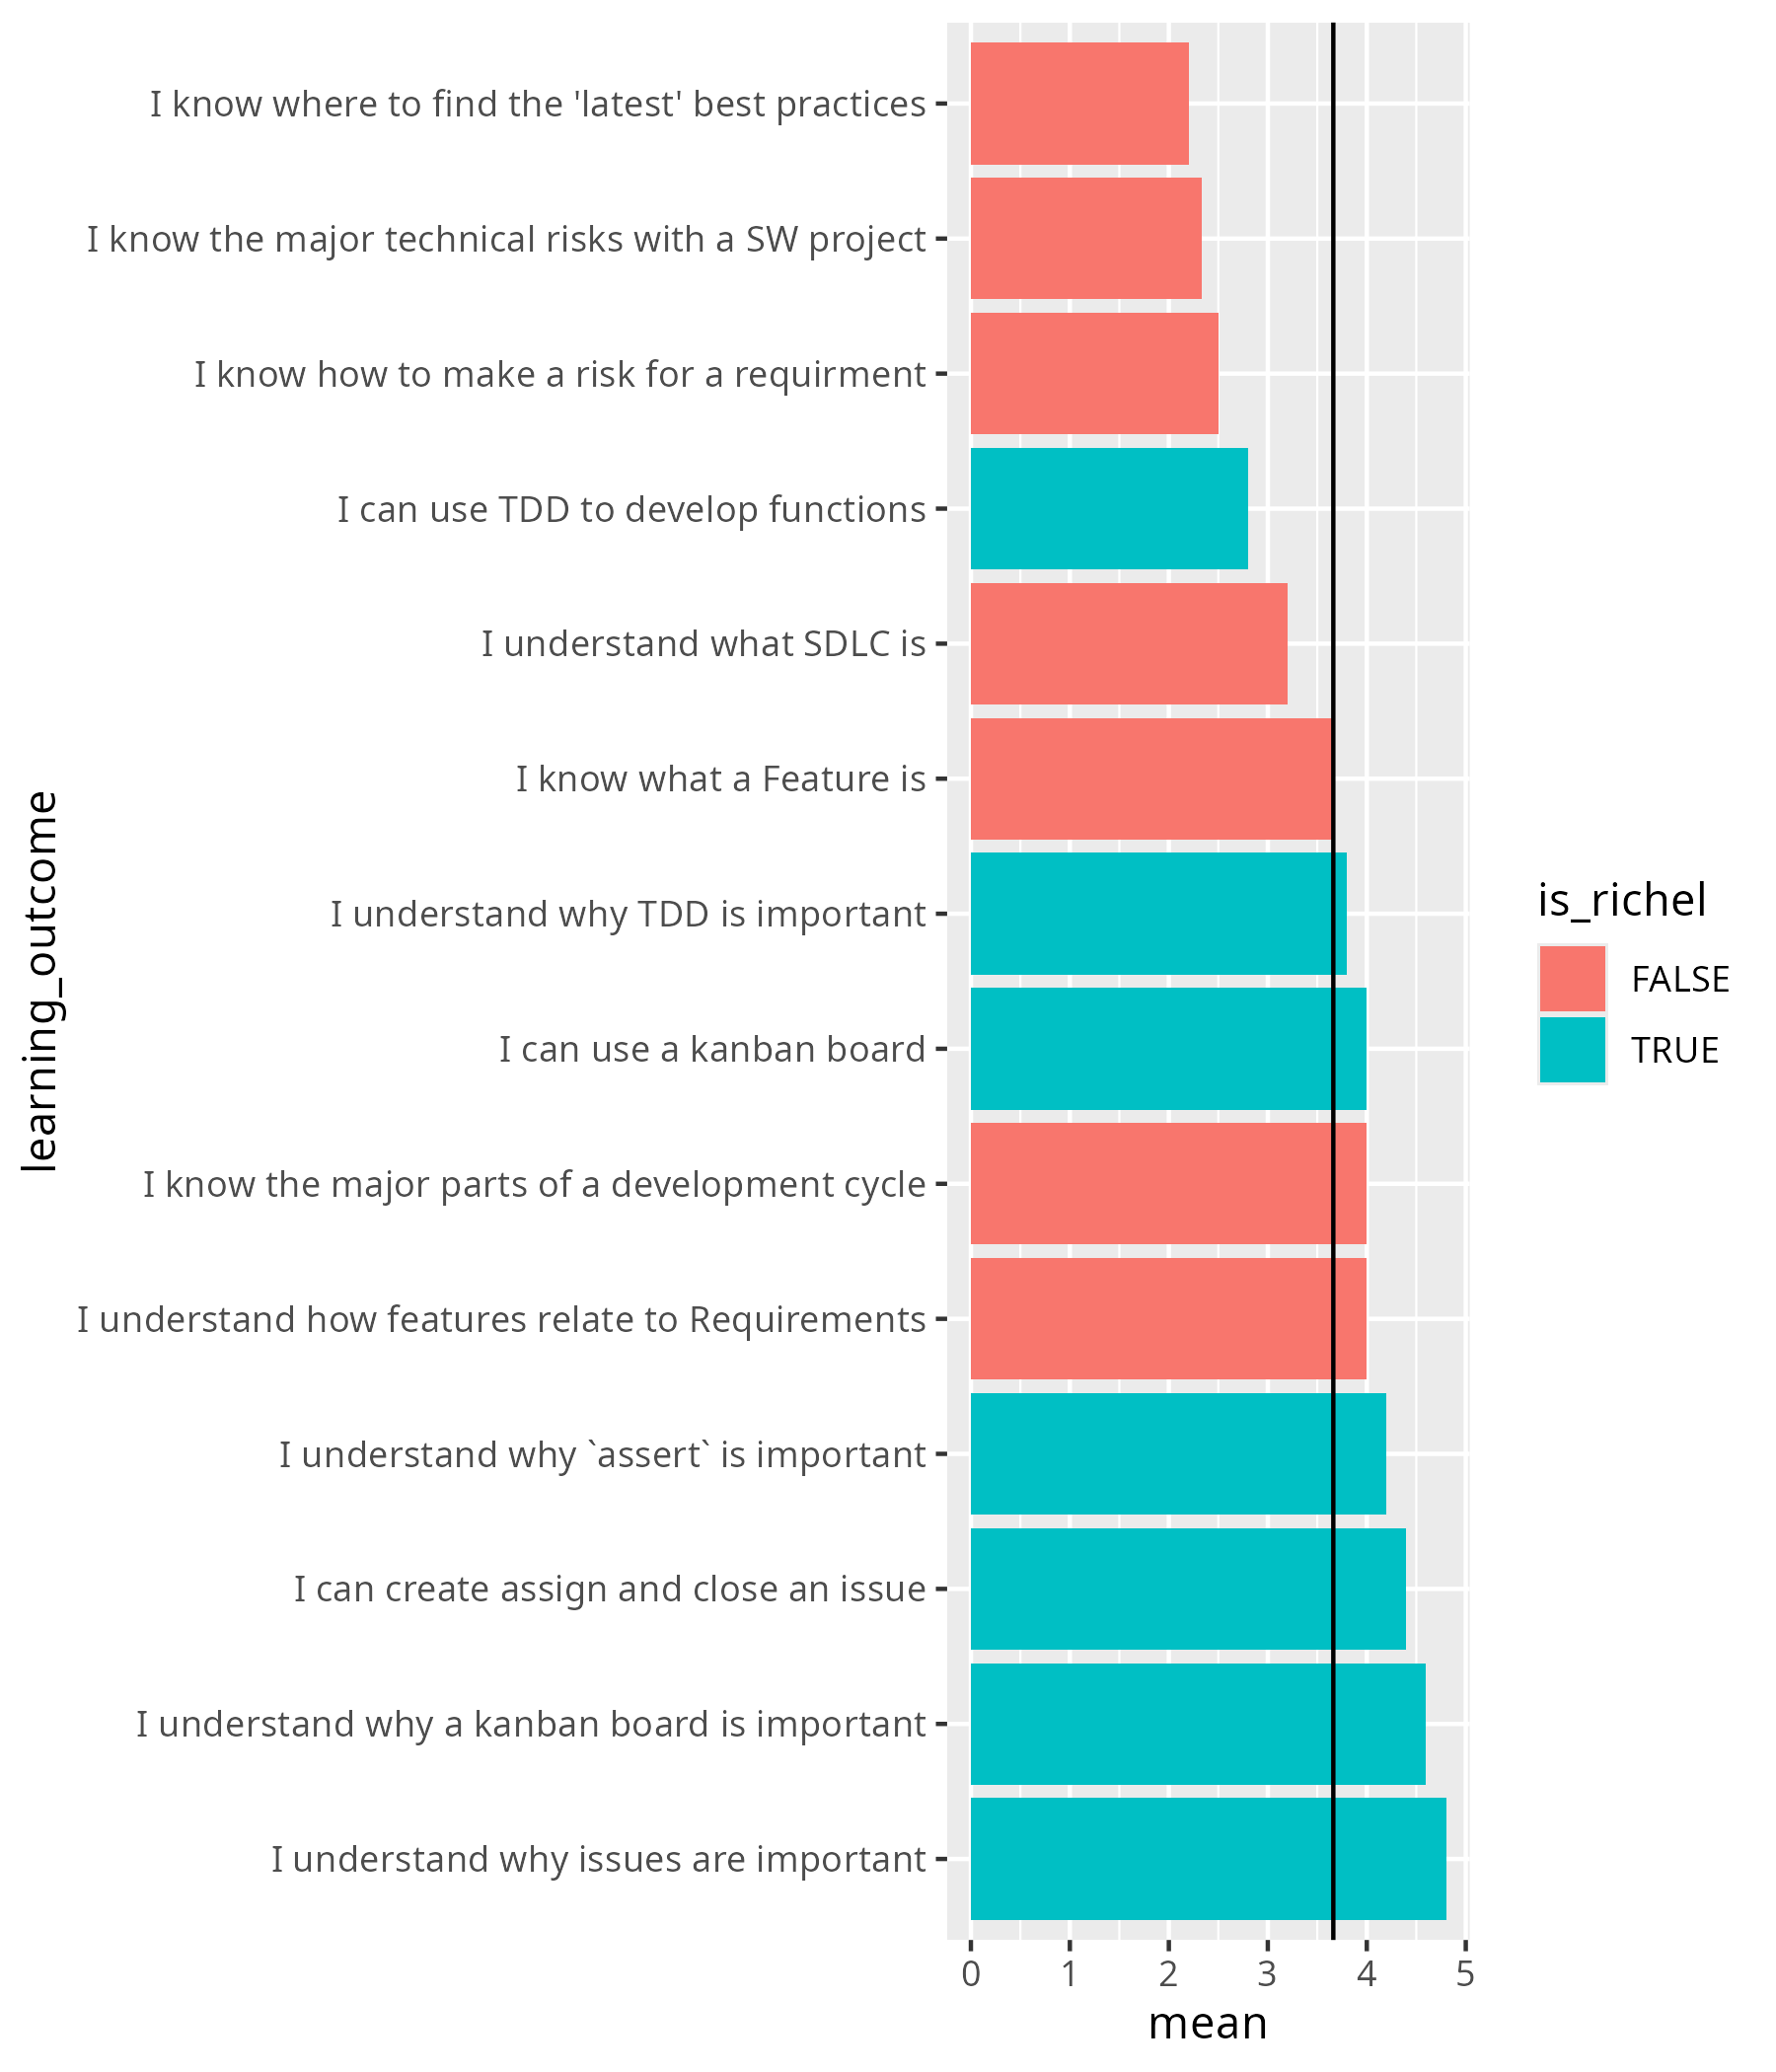 I know where to find the 'latest' best practices
I know the major technical risks with a SW project
I know how to make a risk for a requirment
I can use TDD to develop functions
I understand what SDLC is
I know what a Feature is
I understand why TDD is important
I can use a kanban board
I know the major parts of a development cycle
I understand how features relate to Requirements
I understand why `assert` is important
I can create assign and close an issue
I understand why a kanban board is important
I understand why issues are important
learning_outcome
0 1 2 3 4 5
mean
is_richel
FALSE
TRUE